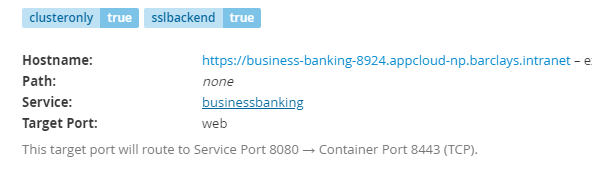 clusteronly true sslbackend true
Hostname: https://business-banking-8924.appcloud-np.barclays.intranet – e
Path: none
Service: businessbanking
Target Port: web
This target port will route to Service Port 8080 → Container Port 8443 (TCP).